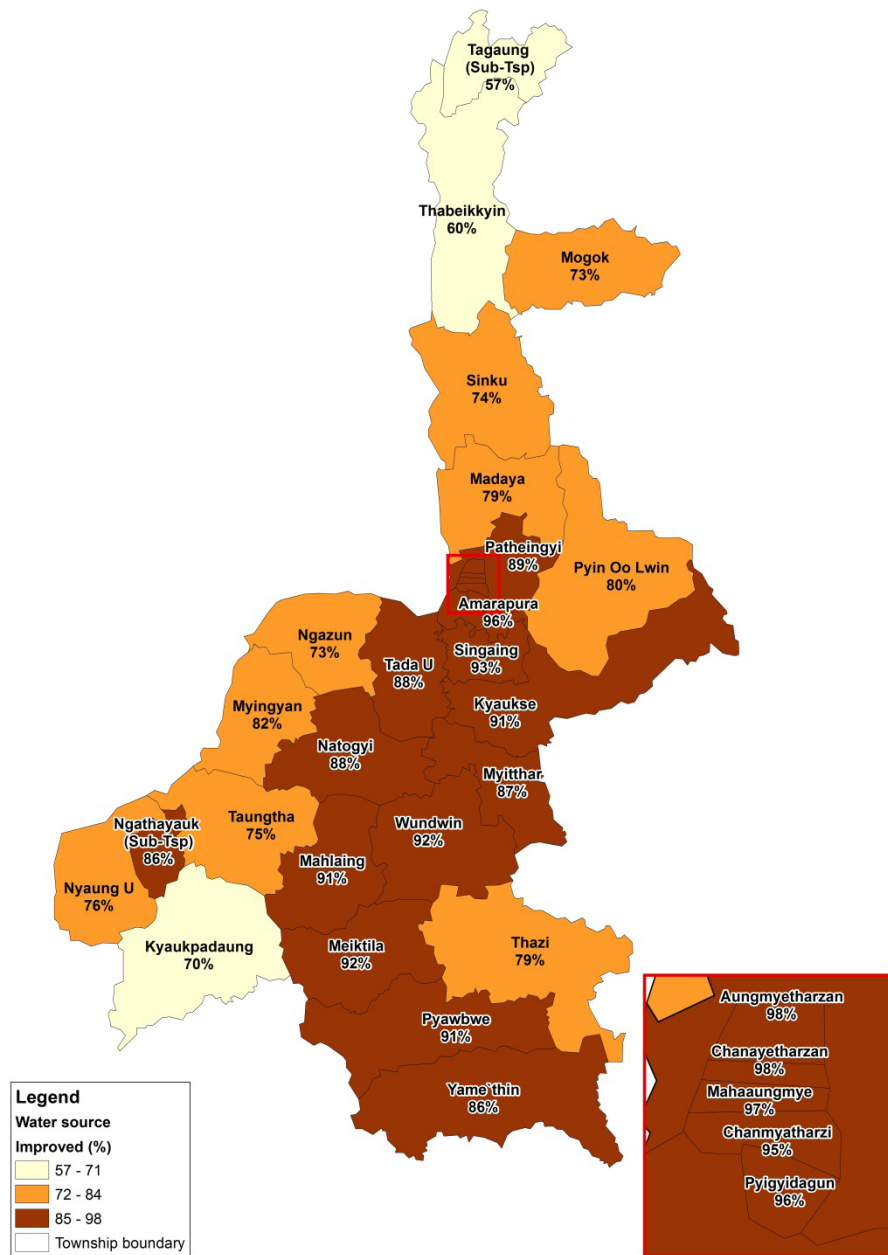 Tagaung
(Sub-Tsp)
57%
Thabeikkyin
60%
Mogok
73%
Sinku
74%
Madaya
79%
Patheingyi
89%
Pyin Oo Lwin
80%
Amarapura
96%
Ngazun
73%
Tada U
88%
Singaing
93%
Myingyan
82%
Kyaukse
91%
Natogyi
88%
Myitthar
87%
Ngathayauk
(Sub-Tsp)
86%
Taungtha
75%
Wundwin
92%
Mahlaing
91%
Nyaung U
76%
Kyaukpadaung
70%
Meiktila
92%
Thazi
79%
Pyawbwe
91%
Yame`thin
86%
Aungmyetharzan
98%
Chanayetharzan
98%
Mahaaungmye
97%
Chanmyatharzi
95%
Pyigyidagun
96%
Legend
Water source
Improved (%)
57 - 71
72 - 84
85 - 98
Township boundary